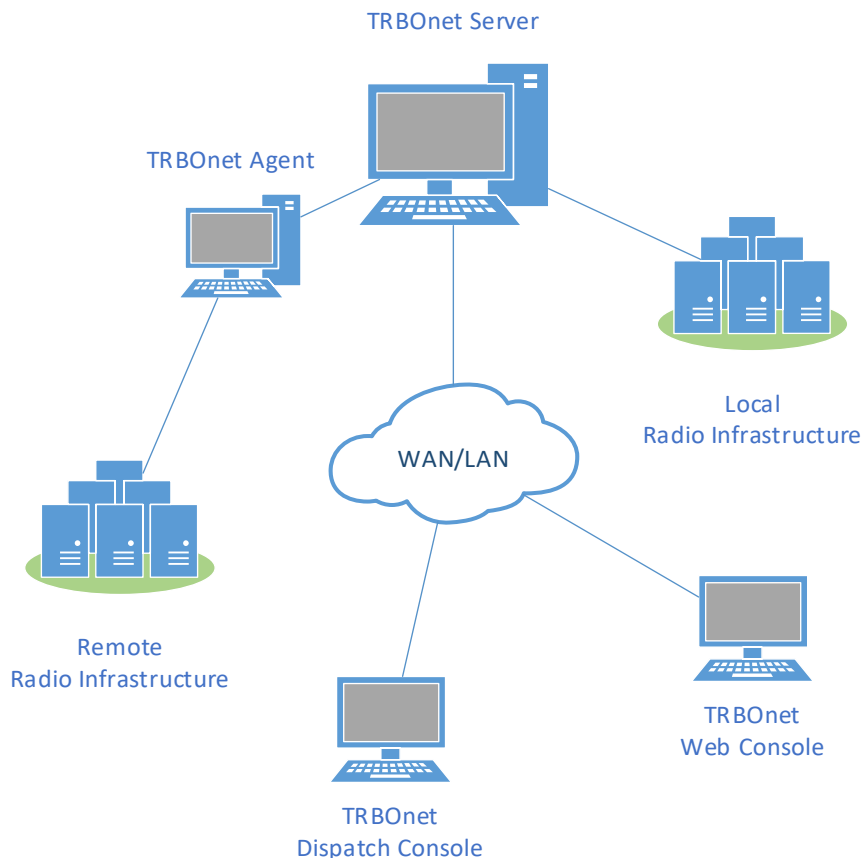 TRBOnet Server
TRBOnet Agent
Local
Radio Infrastructure
WAN/LAN
Remote
Radio Infrastructure
TRBOnet
Web Console
TRBOnet
Dispatch Console